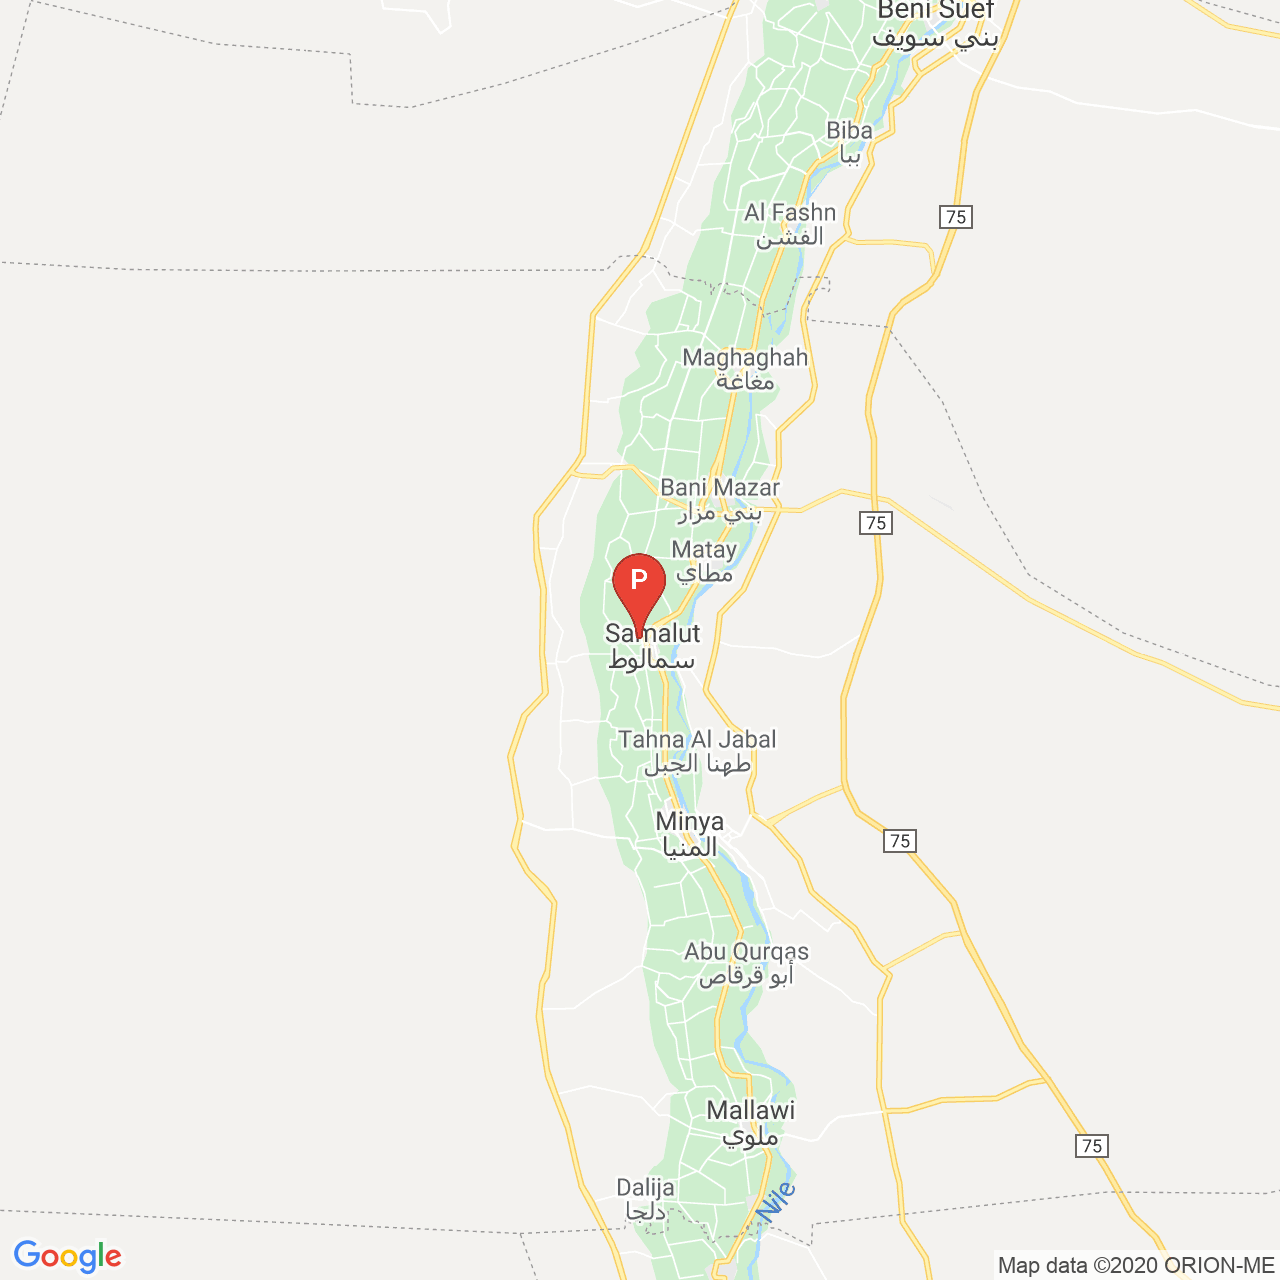 Beni Suef
بني سويف
Biba
ببا
75
Al Fashn
الفشن
Maghaghah
مغاغة
Bani Mazar
بني مزار
75
Matay
مطاي
P
Samalut
سمالوط
Tahna Al Jabal
طهنا الجبل
Minya
المنيا
75
Abu Qurqas
أبو قرقاص
Mallawi
ملوي
75
Dalija
دلجا
Nile
Google
Map data ©2020 ORION-ME